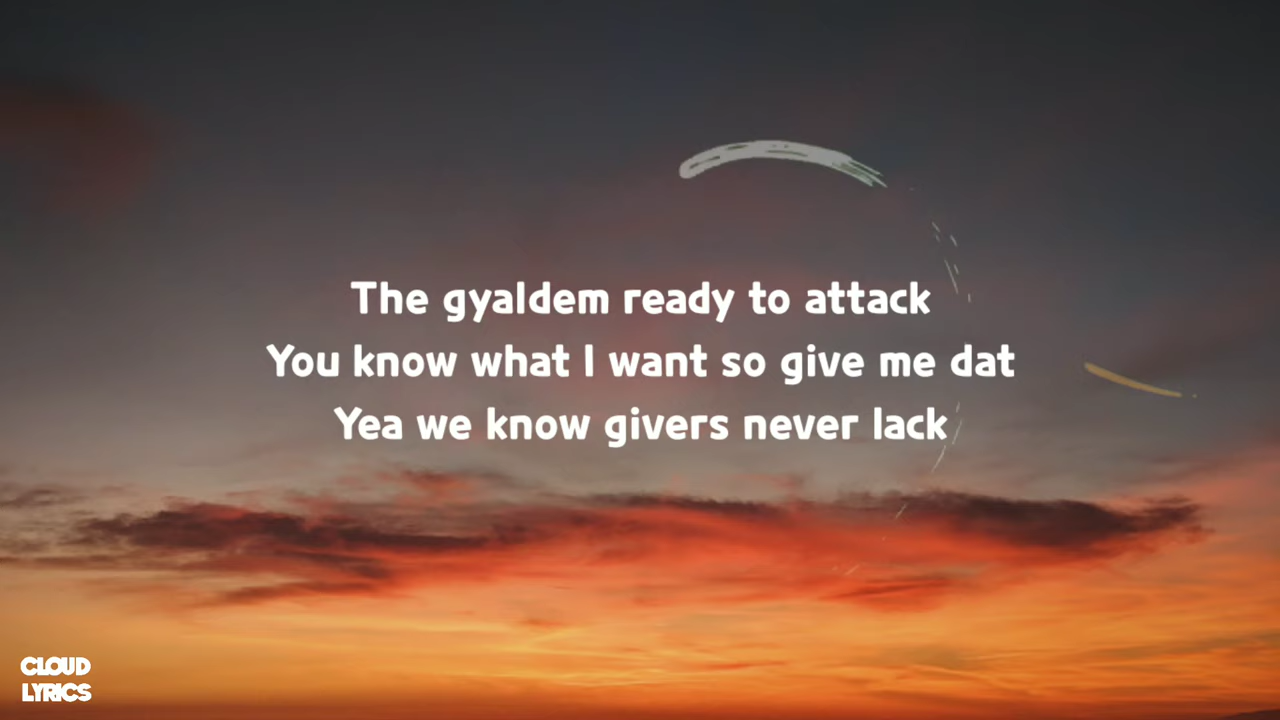 The gyaldem ready to attack
You know what I want so give me dat
Yea we know givers never lack
CLOUD
LYRICS